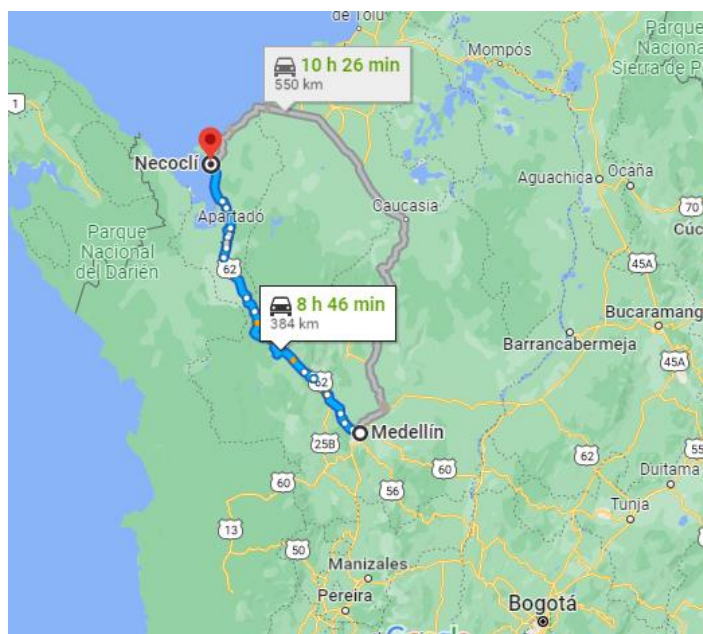 de Tolú
Mompós
Parque
Nacional
Sierra de P
10 h 26 min
550 km
1
Necoclí
Aguachica
Ocaña
70
Cúc
Apartadó
Caucasia
Parque
Nacional
del Darién
62
45A
8 h 46 min
384 km
Bucaramang
Barrancabermeja
45A
62
Medellín
25B
60
60
62
55
56
Duitama
13
Tunja
50
Manizales
Pereira
Bogotá